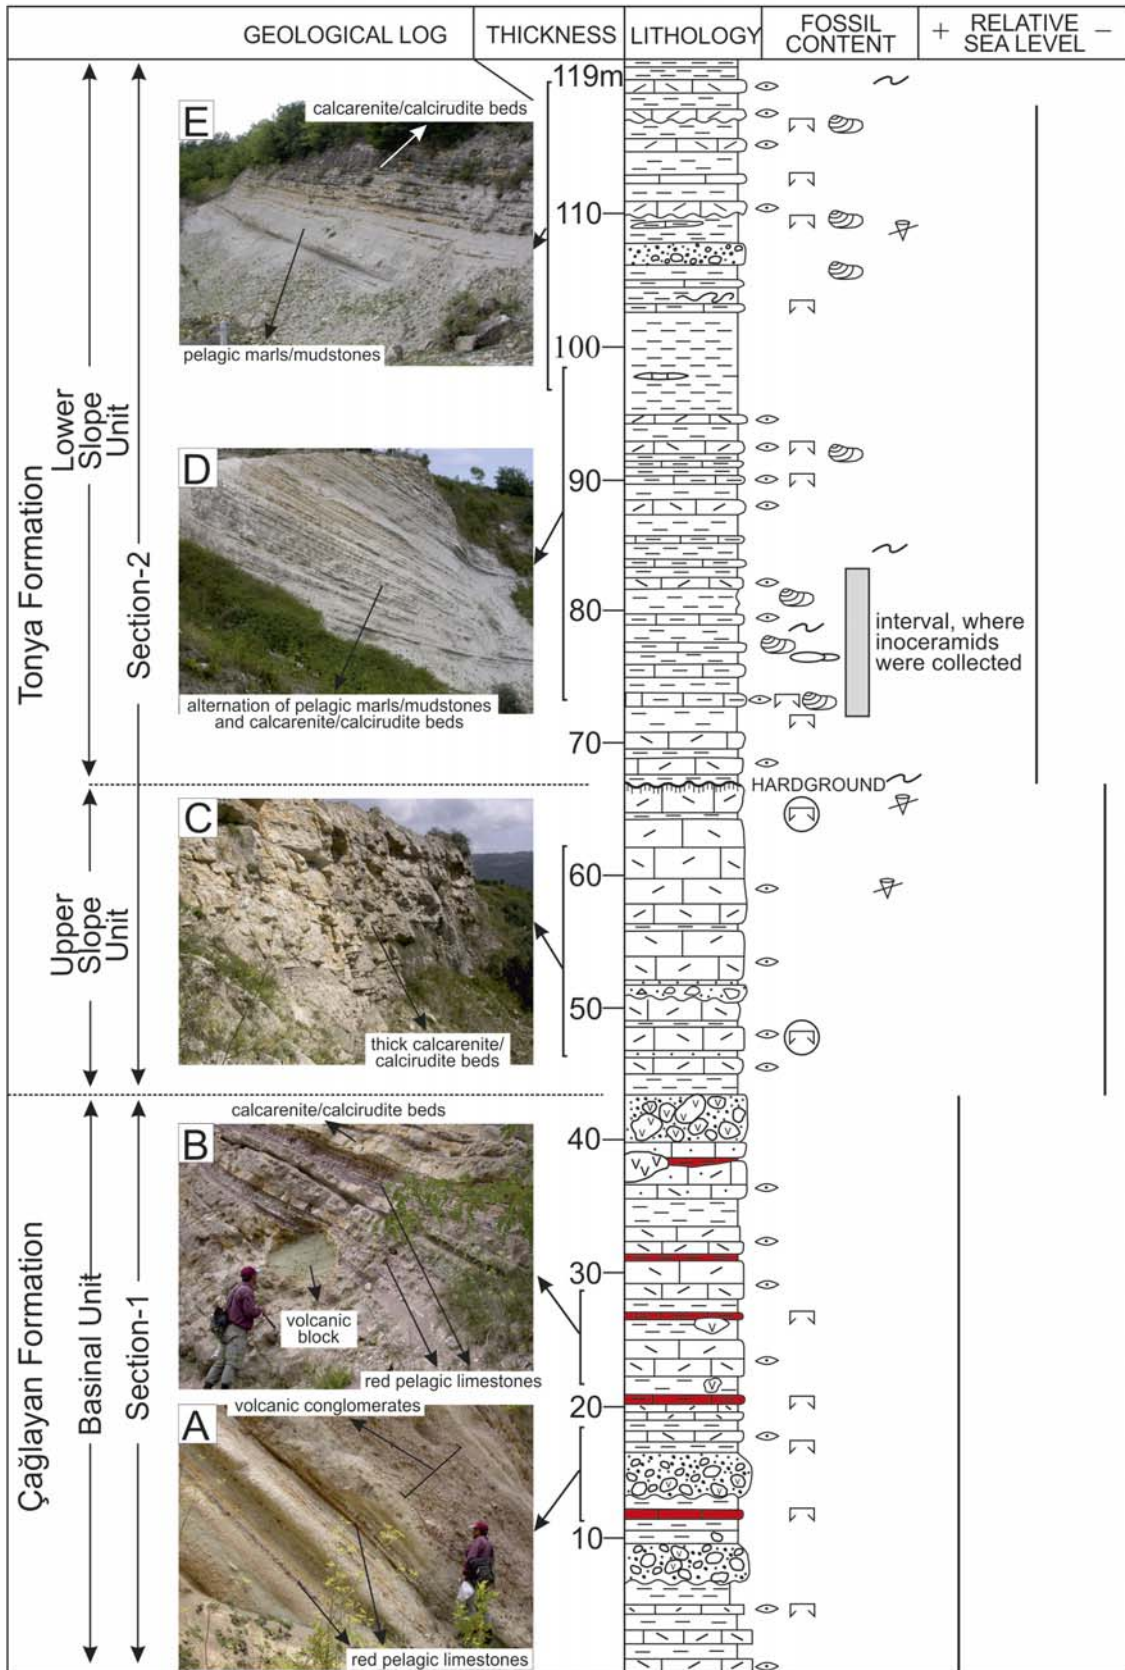 GEOLOGICAL LOG
THICKNESS
LITHOLOGY
FOSSIL
CONTENT
+ RELATIVE −
SEA LEVEL
119m
110
100
90
80
70
60
50
40
30
20
10
Tonya Formation
Lower
Slope
Unit
Upper
Slope
Unit
Section-2
Çağlayan Formation
Basinal Unit
Section-1
E
calcarenite/calcirudite beds
pelagic marls/mudstones
D
alternation of pelagic marls/mudstones
and calcarenite/calcirudite beds
interval, where
inoceramids
were collected
HARDGROUND
C
thick calcarenite/
calcirudite beds
calcarenite/calcirudite beds
B
volcanic
block
red pelagic limestones
volcanic conglomerates
A
red pelagic limestones
V V V V V
V V V
V
V
V
V
V